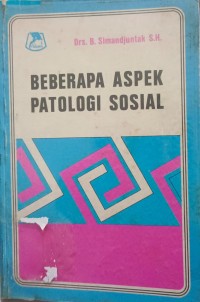 Drs. B. Simandjuntak S.H.
BEBERAPA ASPEK
PATOLOGI SOSIAL